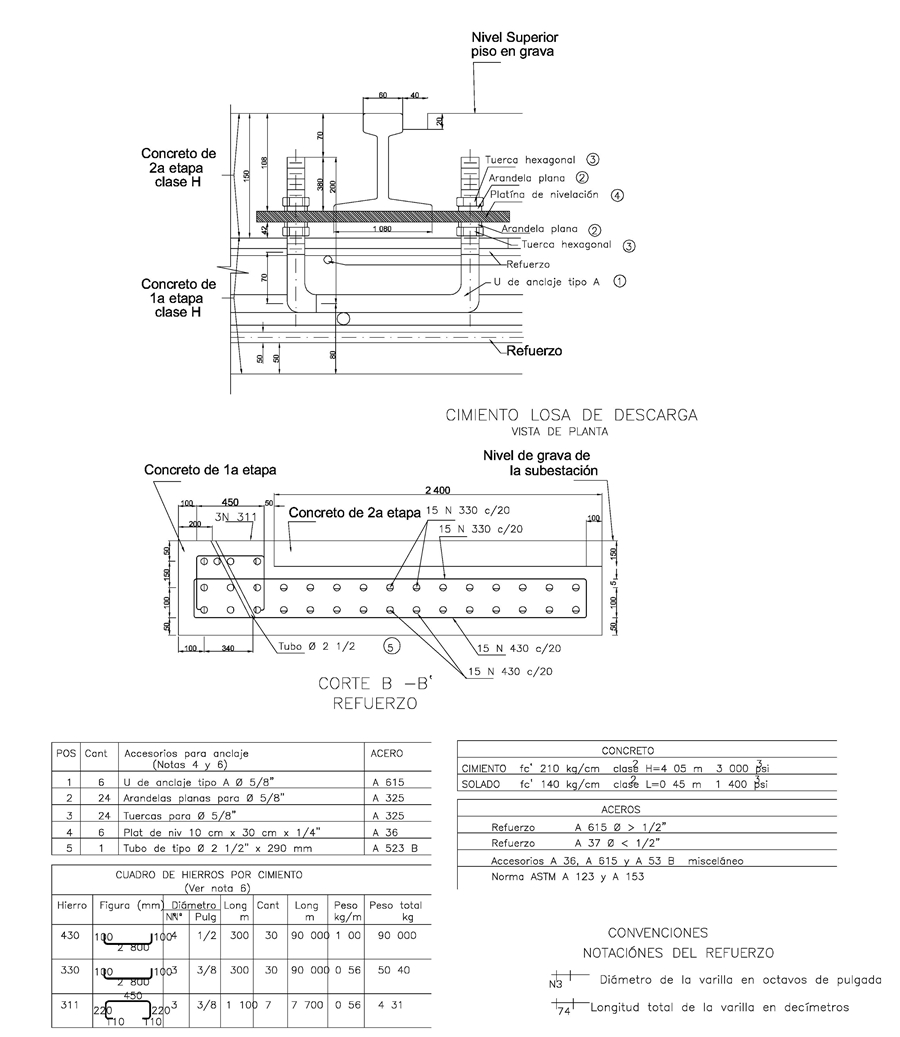 Nivel Superior
piso en grava
60
40
20
70
Concreto de
2a etapa
clase H
150
108
380
200
42
1 080
Tuerca hexagonal 3
Arandela plana 2
Platina de nivelación 4
Arandela plana 2
Tuerca hexagonal 3
Refuerzo
U de anclaje tipo A 1
70
Concreto de
1a etapa
clase H
50
50
80
Refuerzo
CIMIENTO LOSA DE DESCARGA
VISTA DE PLANTA
Concreto de 1a etapa
Nivel de grava de
la subestación
2 400
100
450
50
200
3N 311
Concreto de 2a etapa
15 N 330 c/20
15 N 330 c/20
100
50
150
100
50
150
5
100
50
100
340
Tubo Ø 2 1/2
5
15 N 430 c/20
15 N 430 c/20
CORTE B -B'
REFUERZO
POS Cant Accesorios para anclaje ACERO
(Notas 4 y 6)
1 6 U de anclaje tipo A Ø 5/8" A 615
2 24 Arandelas planas para Ø 5/8" A 325
3 24 Tuercas para Ø 5/8" A 325
4 6 Plat de niv 10 cm x 30 cm x 1/4" A 36
5 1 Tubo de tipo Ø 2 1/2" x 290 mm A 523 B
CONCRETO
CIMIENTO fc' 210 kg/cm2 clase H=4 05 m3 3 000 psi
SOLADO fc' 140 kg/cm2 clase L=0 45 m3 1 400 psi
ACEROS
Refuerzo A 615 Ø > 1/2"
Refuerzo A 37 Ø < 1/2"
Accesorios A 36, A 615 y A 53 B misceláneo
Norma ASTM A 123 y A 153
CUADRO DE HIERROS POR CIMIENTO
(Ver nota 6)
Hierro Figura (mm) Diámetro Long Cant Long Peso Peso total
N° Pulg m m kg/m kg
430 100 2 800 100 4 1/2 300 30 90 000 1 00 90 000
330 100 2 800 100 3 3/8 300 30 90 000 0 56 50 40
311 450 220 220 110 110 3 3/8 1 100 7 7 700 0 56 4 31
CONVENCIONES
NOTACIÓNES DEL REFUERZO
N3 Diámetro de la varilla en octavos de pulgada
74 Longitud total de la varilla en decímetros